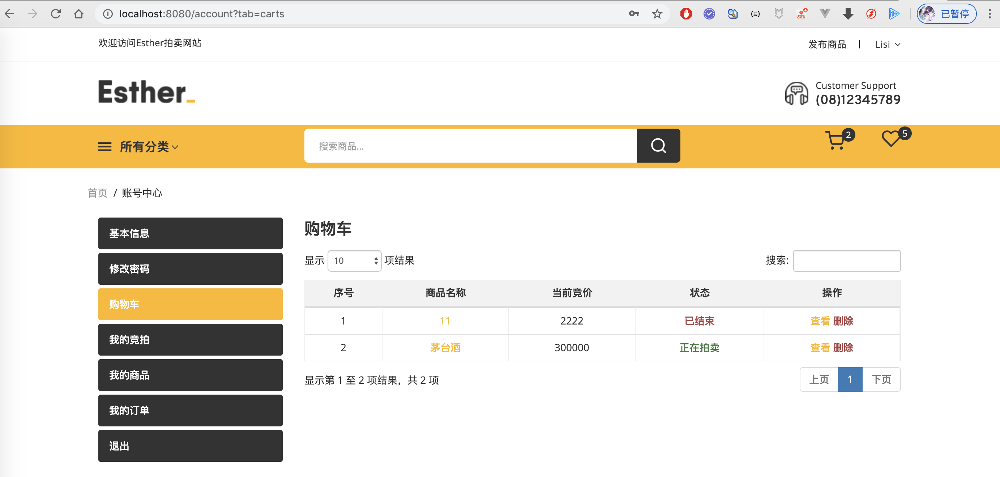 localhost:8080/account?tab=carts
已暂停
欢迎访问Esther拍卖网站
发布商品 | Lisi
Esther_
Customer Support
(08)12345789
所有分类
搜索商品...
2
5
首页 / 账号中心
基本信息
修改密码
购物车
我的竞拍
我的商品
我的订单
退出
购物车
显示 10 项结果
搜索:
序号 商品名称 当前竞价 状态 操作
1 11 2222 已结束 查看 删除
2 茅台酒 300000 正在拍卖 查看 删除
显示第 1 至 2 项结果，共 2 项
上页 1 下页